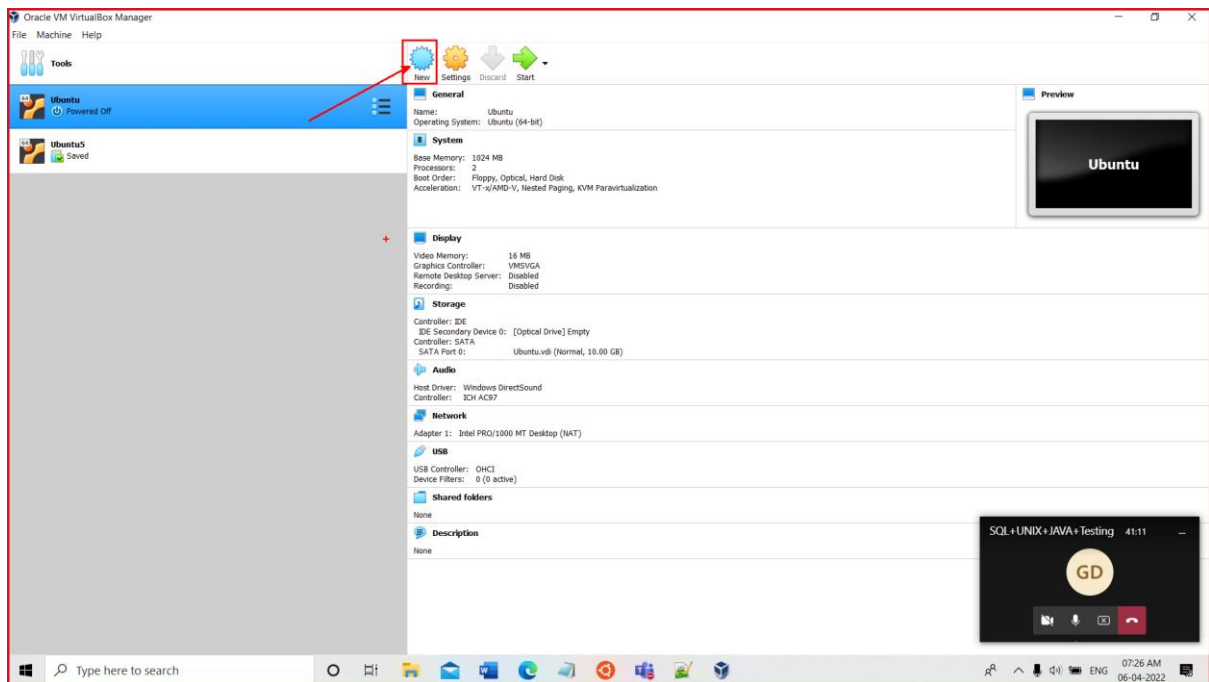 Oracle VM VirtualBox Manager
File Machine Help
Tools
New Settings Discard Start
64 Ubuntu
Powered Off
64 Ubuntu5
Saved
General
Name: Ubuntu
Operating System: Ubuntu (64-bit)
System
Base Memory: 1024 MB
Processors: 2
Boot Order: Floppy, Optical, Hard Disk
Acceleration: VT-x/AMD-V, Nested Paging, KVM Paravirtualization
Preview
Ubuntu
Display
Video Memory: 16 MB
Graphics Controller: VMSVGA
Remote Desktop Server: Disabled
Recording: Disabled
Storage
Controller: IDE
IDE Secondary Device 0: [Optical Drive] Empty
Controller: SATA
SATA Port 0: Ubuntu.vdi (Normal, 10.00 GB)
Audio
Host Driver: Windows DirectSound
Controller: ICH AC97
Network
Adapter 1: Intel PRO/1000 MT Desktop (NAT)
USB
USB Controller: OHCI
Device Filters: 0 (0 active)
Shared folders
None
Description
None
SQL+UNIX+JAVA+Testing 41:11
GD
Type here to search
ENG
07:26 AM
06-04-2022